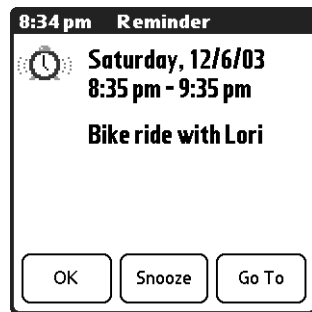 8:34 pm Reminder
Saturday, 12/6/03
8:35 pm - 9:35 pm
Bike ride with Lori
OK Snooze Go To